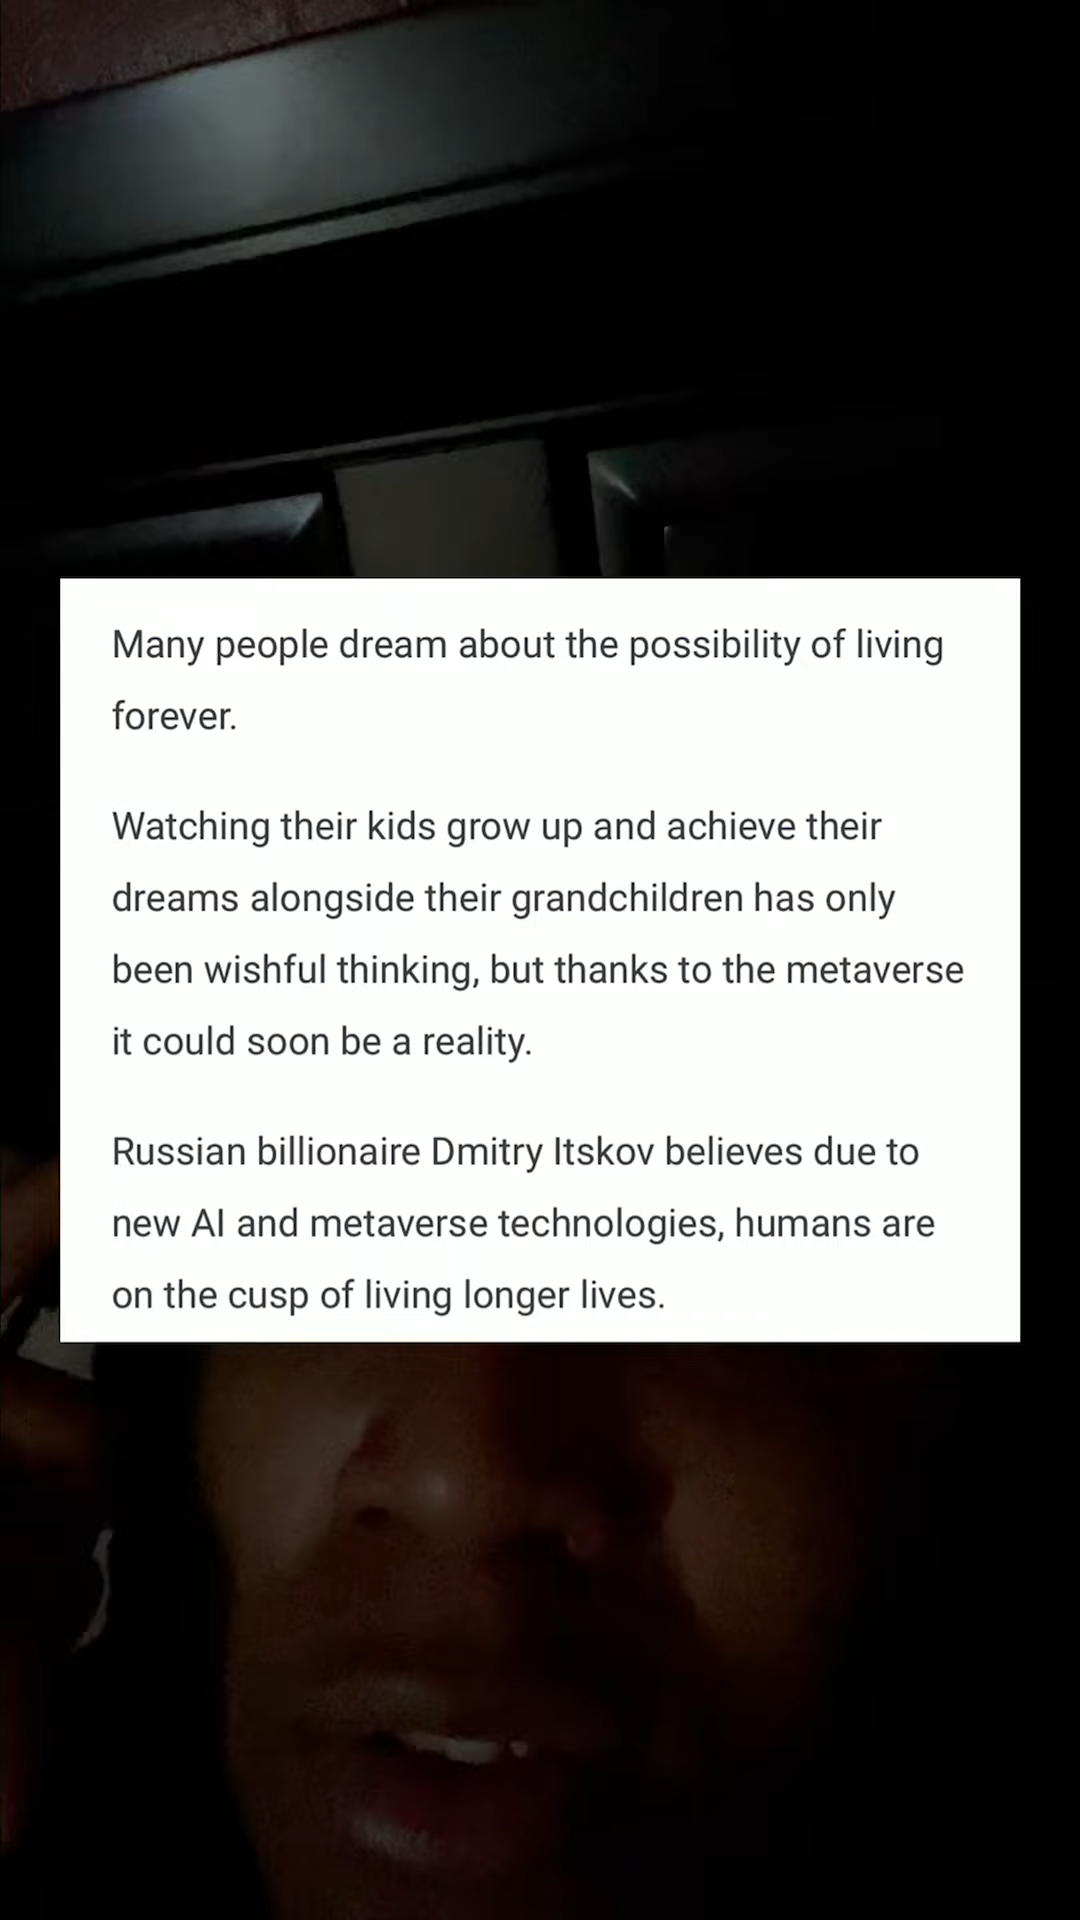 Many people dream about the possibility of living
forever.
Watching their kids grow up and achieve their
dreams alongside their grandchildren has only
been wishful thinking, but thanks to the metaverse
it could soon be a reality.
Russian billionaire Dmitry Itskov believes due to
new AI and metaverse technologies, humans are
on the cusp of living longer lives.